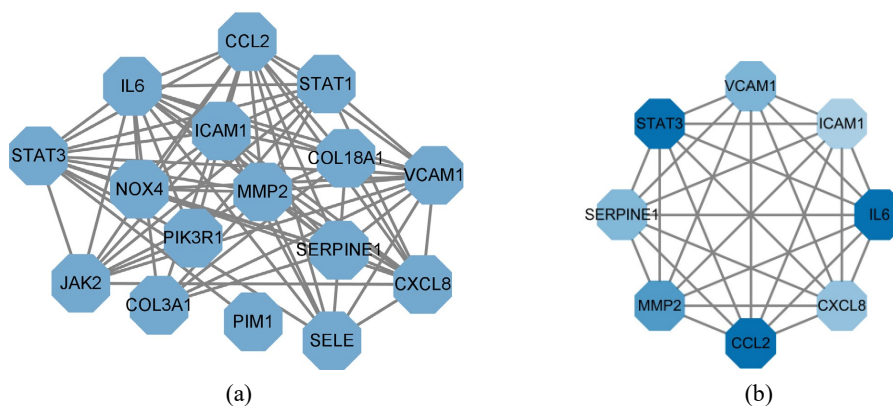 CCL2
IL6
STAT1
ICAM1
STAT3
COL18A1
NOX4
MMP2
VCAM1
PIK3R1
SERPINE1
JAK2
COL3A1
CXCL8
PIM1
SELE
(a)
VCAM1
STAT3
ICAM1
SERPINE1
IL6
MMP2
CXCL8
CCL2
(b)